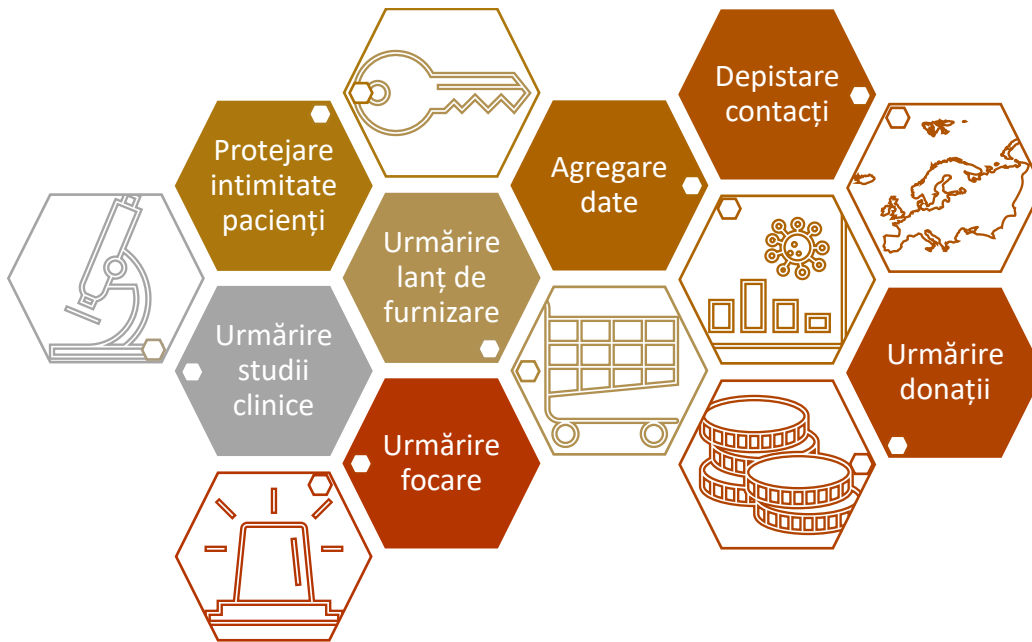 Depistare
contacți
Protejare
intimitate
pacienți
Agregare
date
Urmărire
lanț de
furnizare
Urmărire
studii
clinice
Urmărire
donații
Urmărire
focare